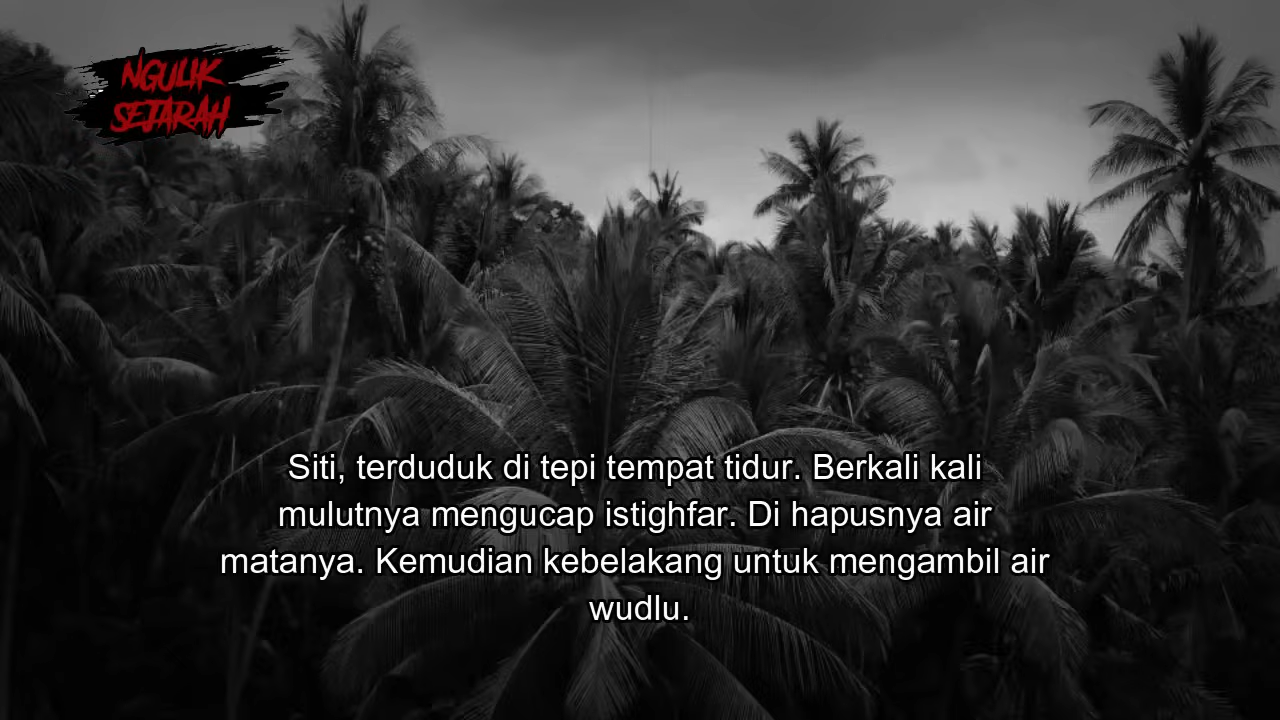 NGULIK
SEJARAH
Siti, terduduk di tepi tempat tidur. Berkali kali
mulutnya mengucap istighfar. Di hapusnya air
matanya. Kemudian kebelakang untuk mengambil air
wudlu.